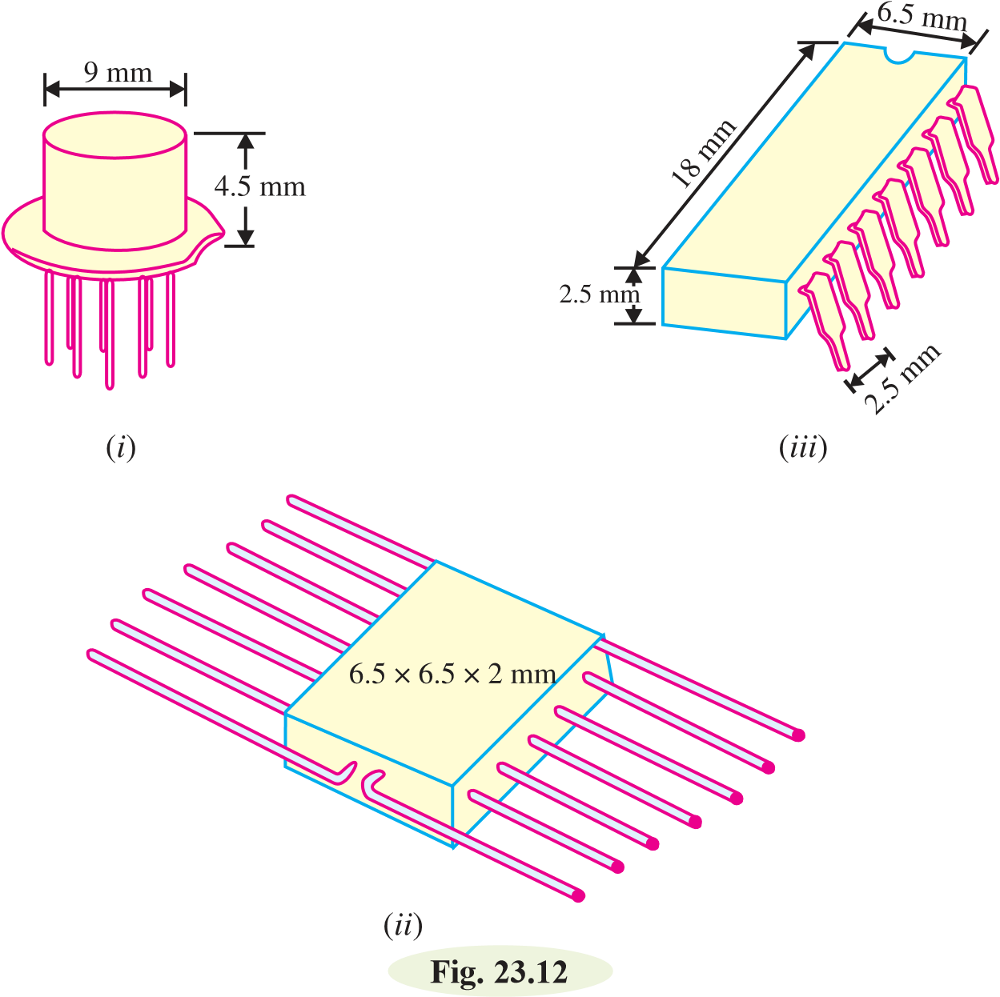 9 mm
4.5 mm
(i)
6.5 mm
18 mm
2.5 mm
2.5 mm
(iii)
6.5 × 6.5 × 2 mm
(ii)
Fig. 23.12